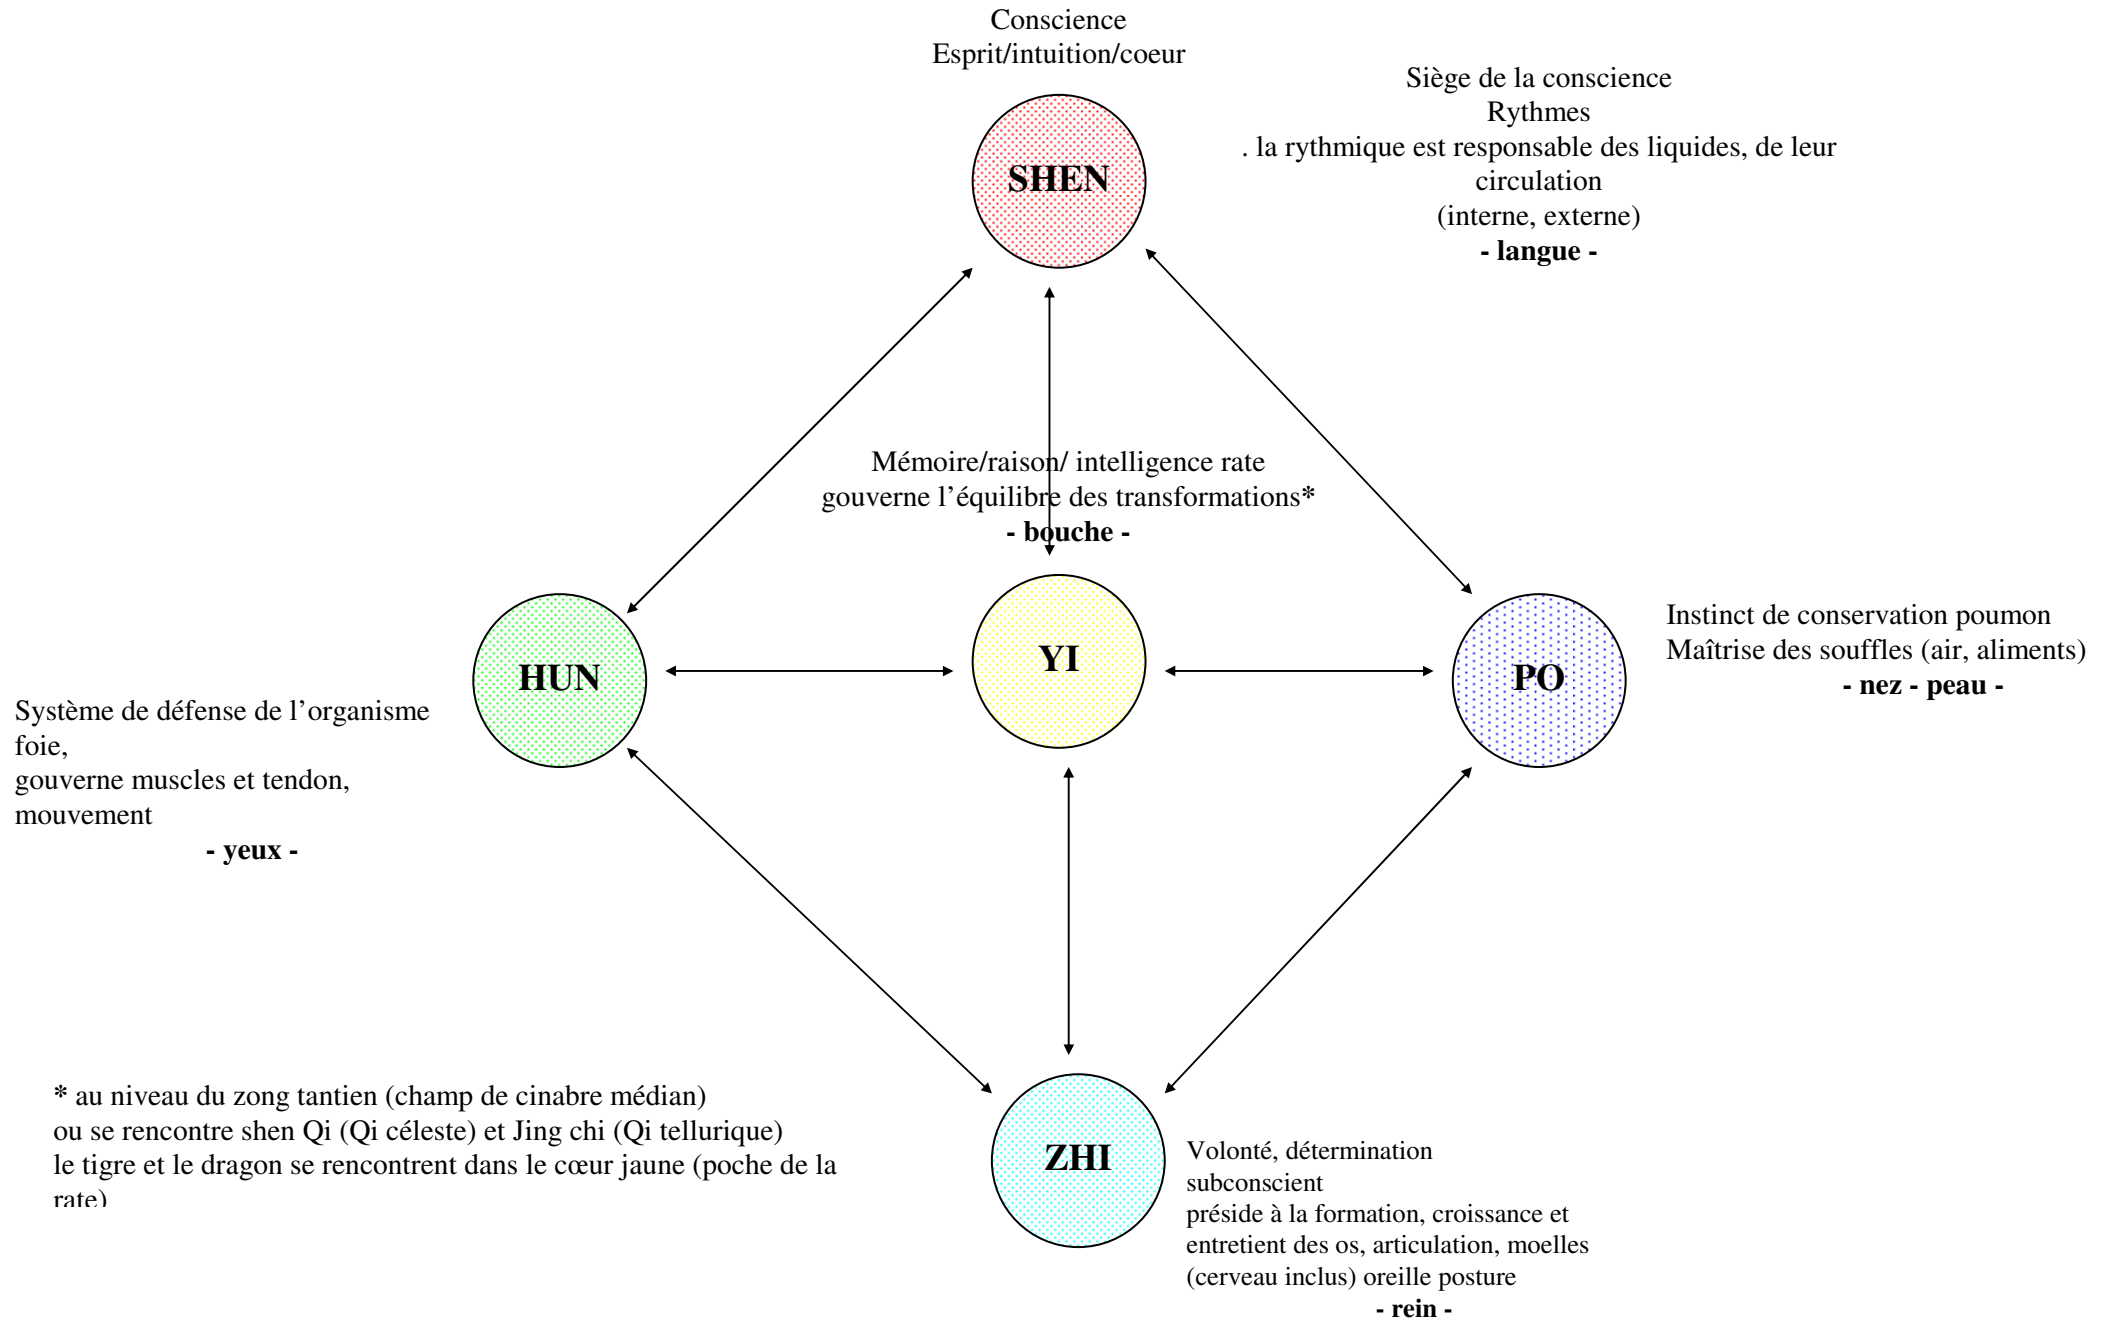 Conscience
Esprit/intuition/coeur
SHEN
Siège de la conscience
Rythmes
. la rythmique est responsable des liquides, de leur
circulation
(interne, externe)
- langue -
Mémoire/raison/ intelligence rate
gouverne l’équilibre des transformations*
- bouche -
HUN
YI
PO
Instinct de conservation poumon
Maîtrise des souffles (air, aliments)
- nez - peau -
Système de défense de l’organisme
foie,
gouverne muscles et tendon,
mouvement
- yeux -
* au niveau du zong tantien (champ de cinabre médian)
ou se rencontre shen Qi (Qi céleste) et Jing chi (Qi tellurique)
le tigre et le dragon se rencontrent dans le cœur jaune (poche de la
rate)
ZHI
Volonté, détermination
subconscient
préside à la formation, croissance et
entretient des os, articulation, moelles
(cerveau inclus) oreille posture
- rein -